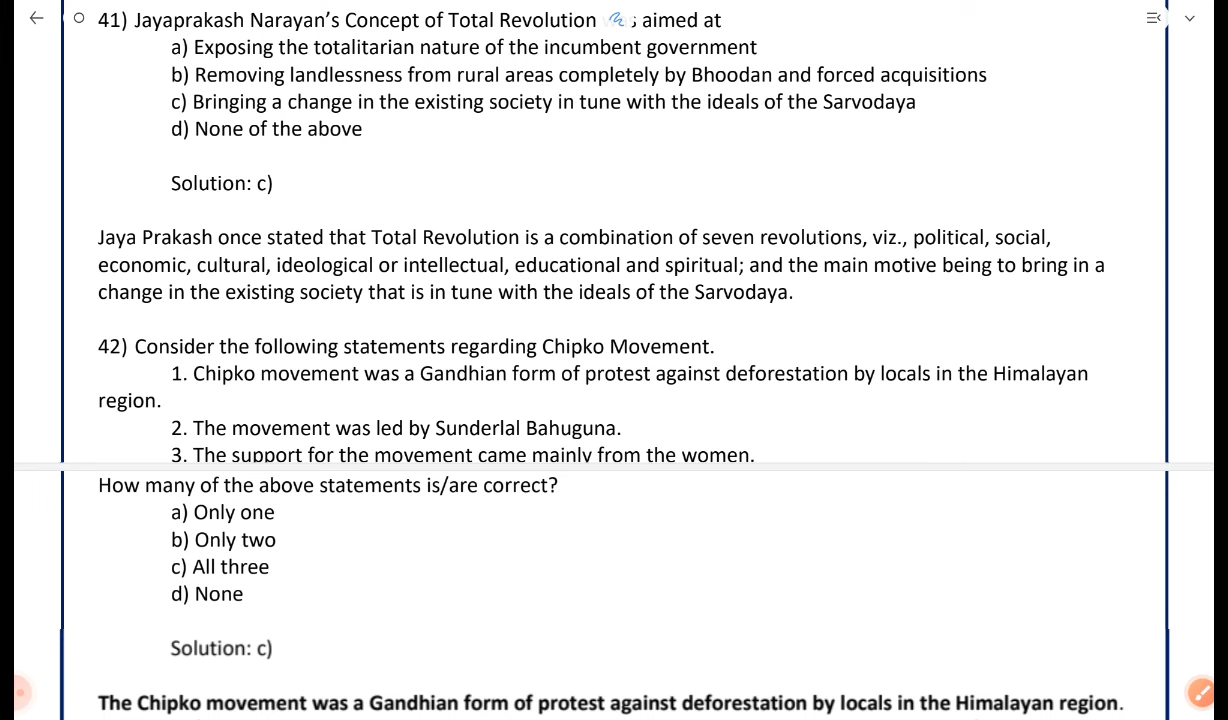 41) Jayaprakash Narayan’s Concept of Total Revolution aimed at
a) Exposing the totalitarian nature of the incumbent government
b) Removing landlessness from rural areas completely by Bhoodan and forced acquisitions
c) Bringing a change in the existing society in tune with the ideals of the Sarvodaya
d) None of the above
Solution: c)
Jaya Prakash once stated that Total Revolution is a combination of seven revolutions, viz., political, social,
economic, cultural, ideological or intellectual, educational and spiritual; and the main motive being to bring in a
change in the existing society that is in tune with the ideals of the Sarvodaya.
42) Consider the following statements regarding Chipko Movement.
1. Chipko movement was a Gandhian form of protest against deforestation by locals in the Himalayan
region.
2. The movement was led by Sunderlal Bahuguna.
3. The support for the movement came mainly from the women.
How many of the above statements is/are correct?
a) Only one
b) Only two
c) All three
d) None
Solution: c)
The Chipko movement was a Gandhian form of protest against deforestation by locals in the Himalayan region.